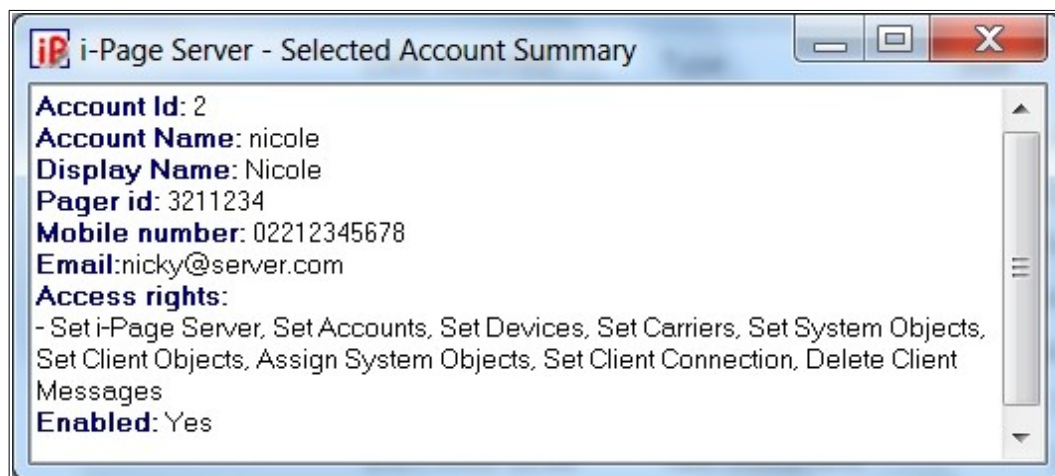 iP i-Page Server - Selected Account Summary
Account Id: 2
Account Name: nicole
Display Name: Nicole
Pager id: 3211234
Mobile number: 02212345678
Email:nicky@server.com
Access rights:
- Set i-Page Server, Set Accounts, Set Devices, Set Carriers, Set System Objects,
Set Client Objects, Assign System Objects, Set Client Connection, Delete Client
Messages
Enabled: Yes